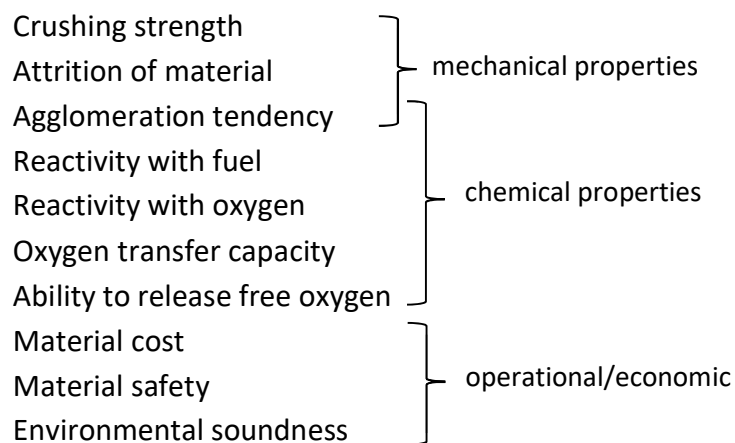 Crushing strength
Attrition of material
mechanical properties
Agglomeration tendency
Reactivity with fuel
Reactivity with oxygen
chemical properties
Oxygen transfer capacity
Ability to release free oxygen
Material cost
Material safety
operational/economic
Environmental soundness